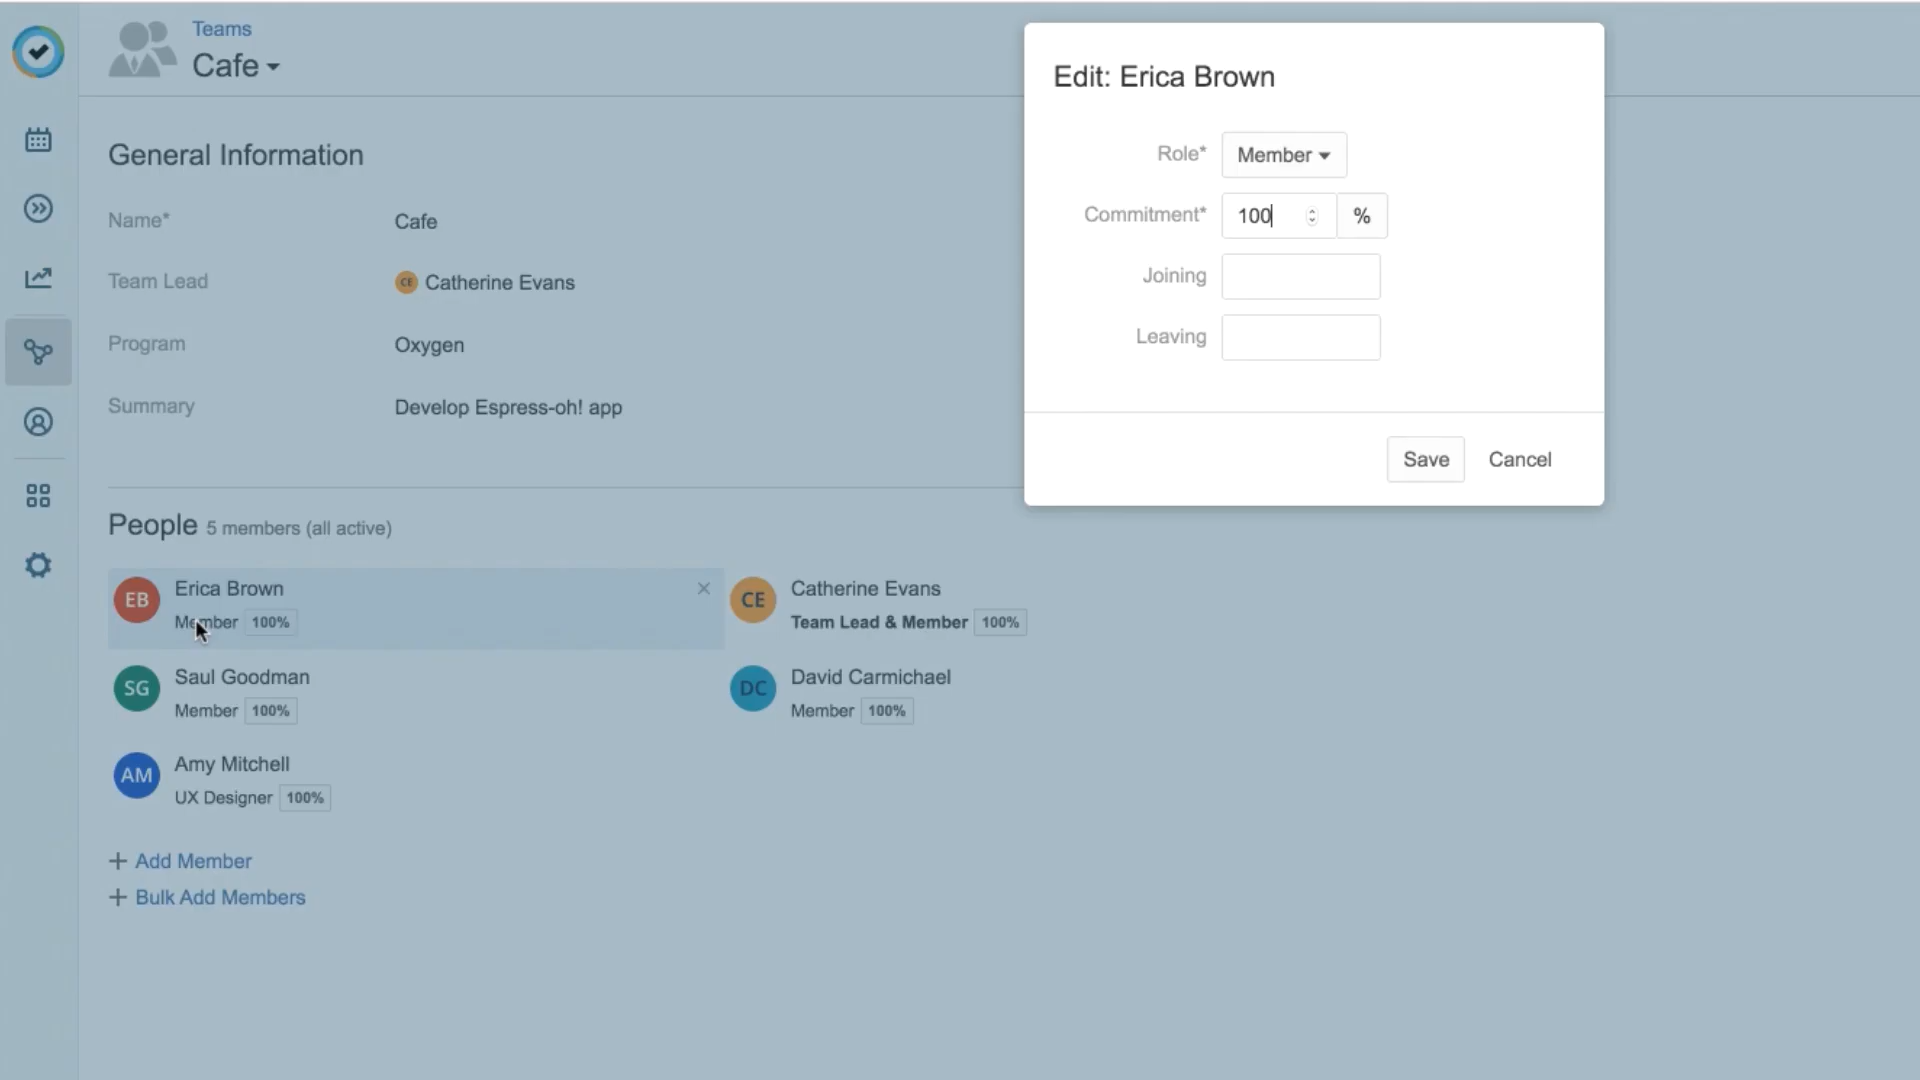 Teams
Cafe
General Information
Name* Cafe
Team Lead CE Catherine Evans
Program Oxygen
Summary Develop Espress-oh! app
People 5 members (all active)
EB Erica Brown
Member 100%
CE Catherine Evans
Team Lead & Member 100%
SG Saul Goodman
Member 100%
DC David Carmichael
Member 100%
AM Amy Mitchell
UX Designer 100%
+ Add Member
+ Bulk Add Members
Edit: Erica Brown
Role* Member
Commitment* 100 %
Joining
Leaving
Save Cancel